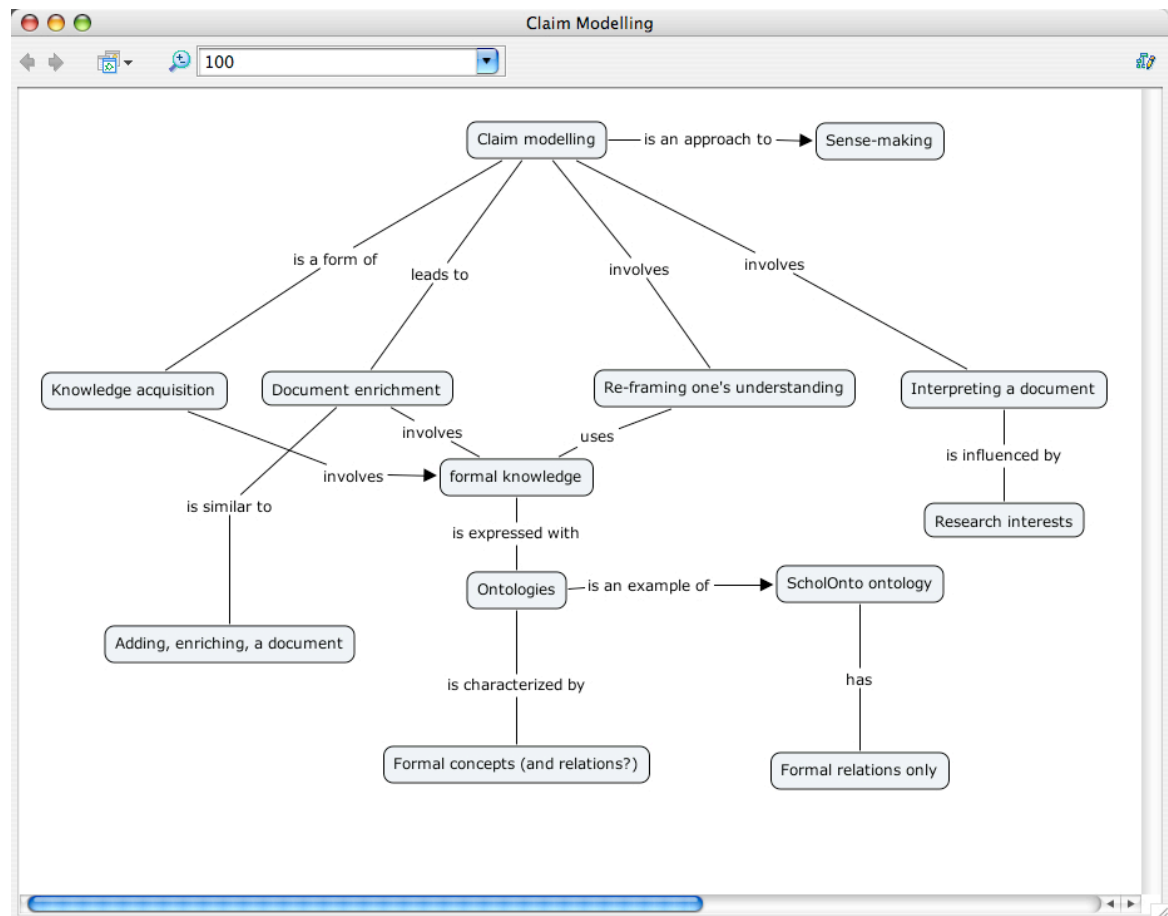 Claim Modelling
100
Claim modelling
is an approach to
Sense-making
is a form of
leads to
involves
involves
Knowledge acquisition
Document enrichment
Re-framing one's understanding
Interpreting a document
involves
uses
is influenced by
involves
formal knowledge
is similar to
Research interests
is expressed with
Ontologies
is an example of
ScholOnto ontology
Adding, enriching, a document
is characterized by
has
Formal concepts (and relations?)
Formal relations only